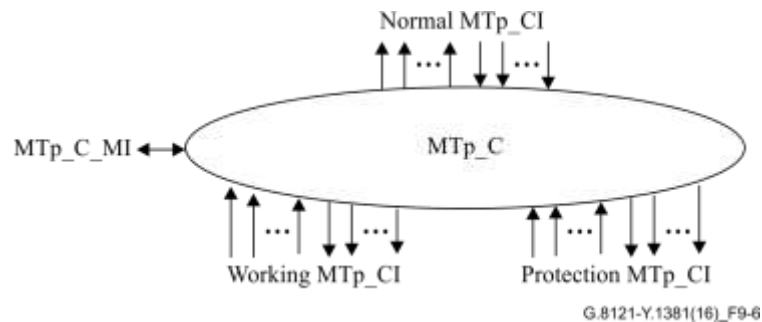 Normal MTp_CI
...
...
MTp_C_MI
MTp_C
...
...
...
...
Working MTp_CI
Protection MTp_CI
G.8121-Y.1381(16)_F9-6